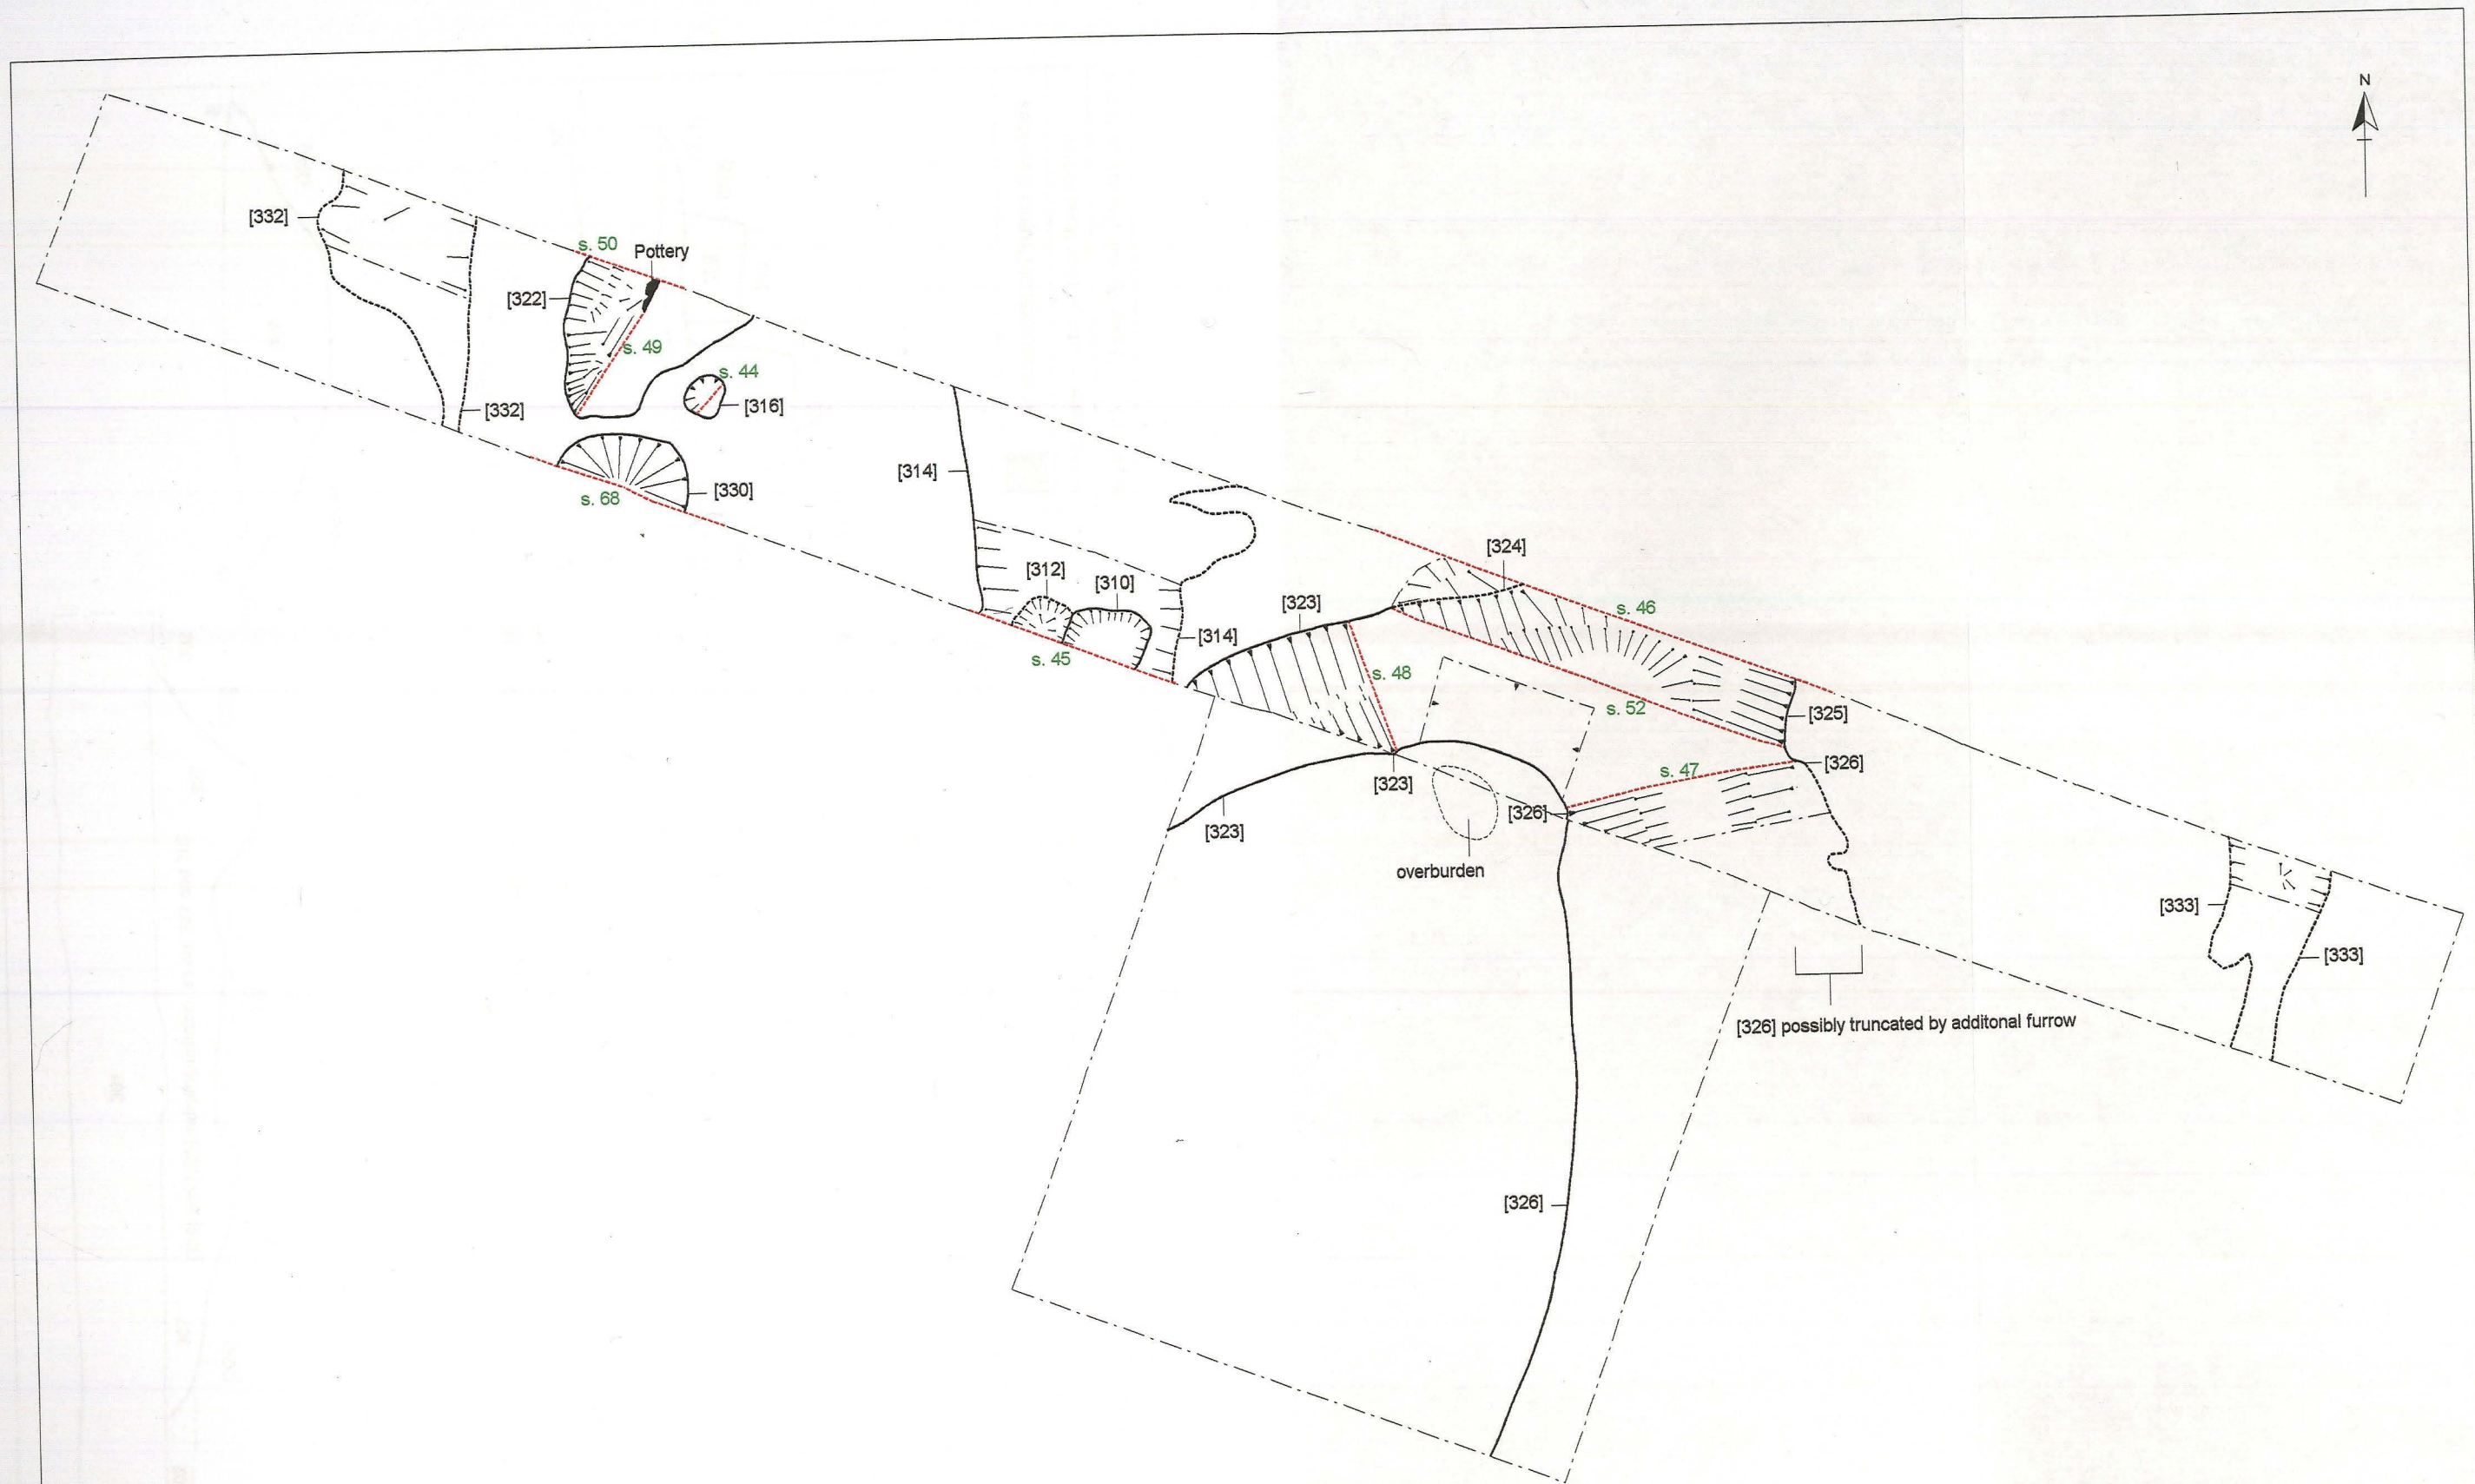 N
[332]
s. 50
Pottery
[322]
s. 49
s. 44
[316]
[332]
[330]
s. 68
[314]
[312]
[310]
[314]
s. 45
[323]
[324]
s. 46
s. 48
s. 52
[325]
[326]
s. 47
[323]
[326]
[323]
overburden
[333]
[333]
[326] possibly truncated by additonal furrow
[326]